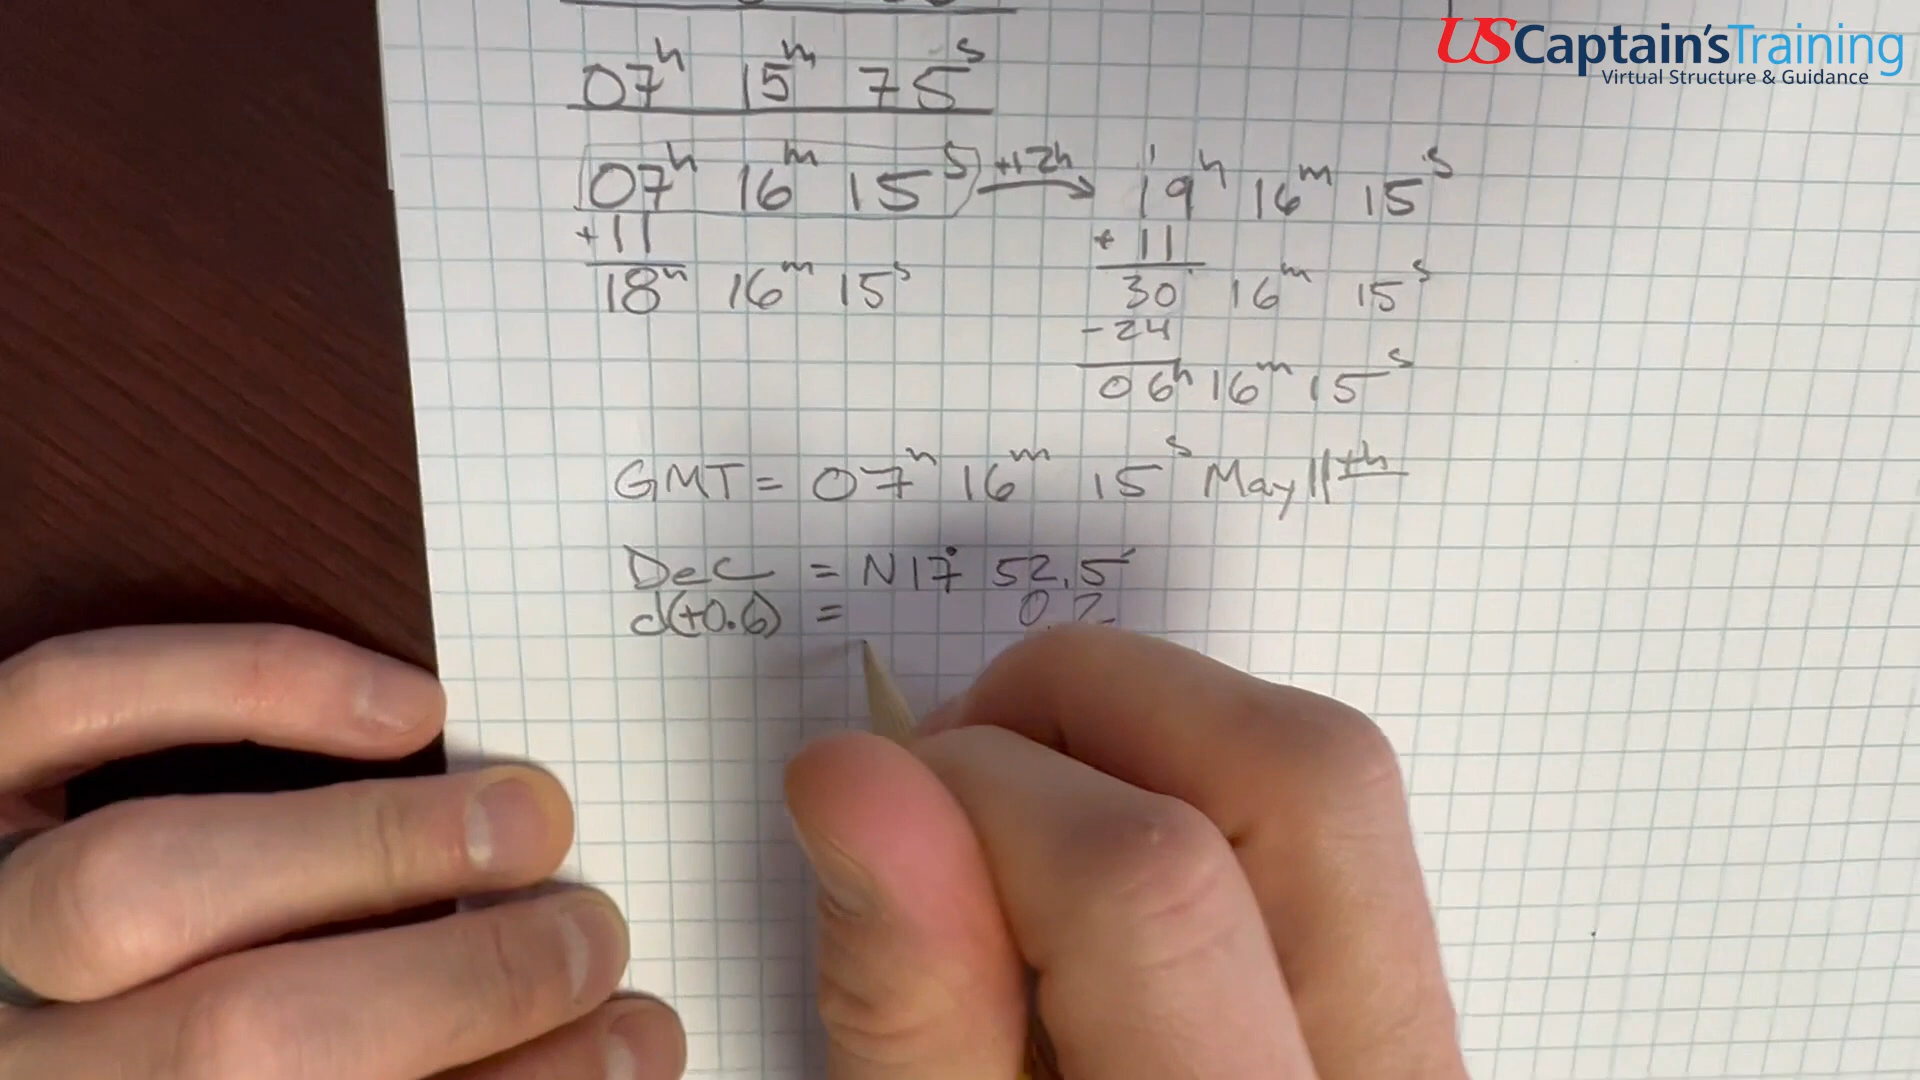 USCaptain'sTraining
Virtual Structure & Guidance
07h 15m 75s
07h 16m 15s +12h 19h 16m 15s
+11 + 11
18h 16m 15s 30 16m 15s
-24
06h 16m 15s
GMT = 07h 16m 15s May 11th
Dec = N17° 52.5'
d(+0.6) = 0.2